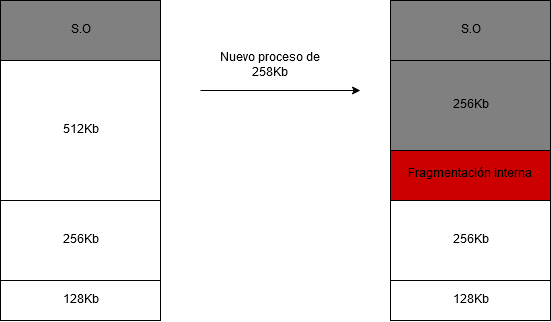 S.O
512Kb
256Kb
128Kb
Nuevo proceso de
258Kb
S.O
256Kb
Fragmentación interna
256Kb
128Kb